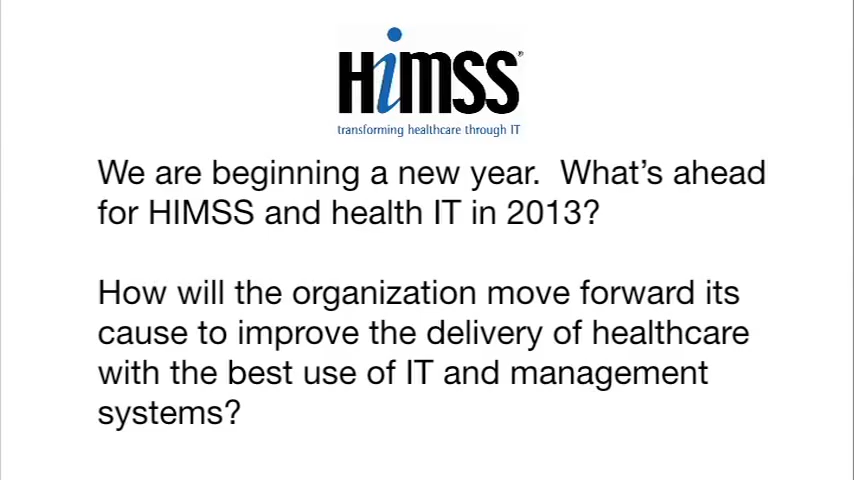 HiMSS®
transforming healthcare through IT
We are beginning a new year.  What's ahead
for HIMSS and health IT in 2013?
How will the organization move forward its
cause to improve the delivery of healthcare
with the best use of IT and management
systems?